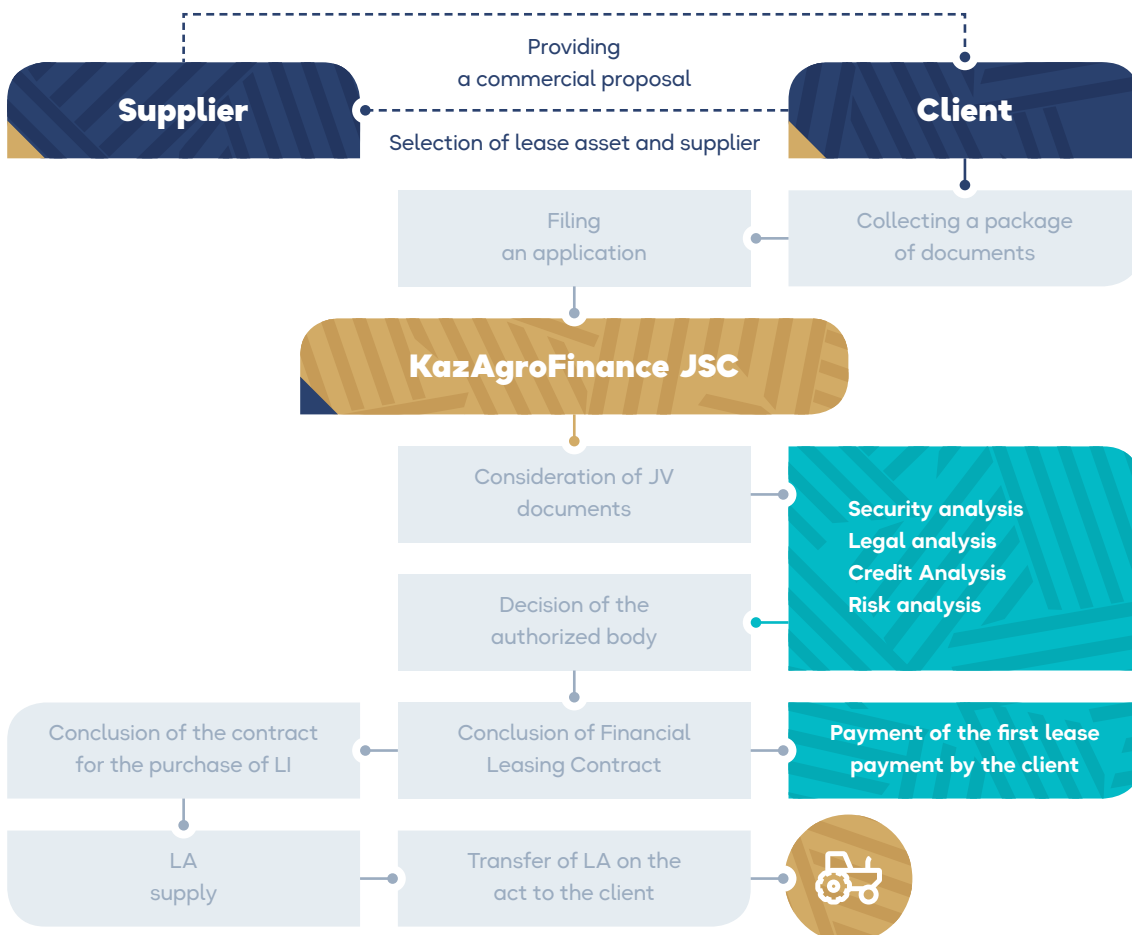 Providing
a commercial proposal
Supplier
Client
Selection of lease asset and supplier
Filing
an application
Collecting a package
of documents
KazAgroFinance JSC
Consideration of JV
documents
Security analysis
Legal analysis
Credit Analysis
Risk analysis
Decision of the
authorized body
Conclusion of the contract
for the purchase of LI
Conclusion of Financial
Leasing Contract
Payment of the first lease
payment by the client
LA
supply
Transfer of LA on the
act to the client